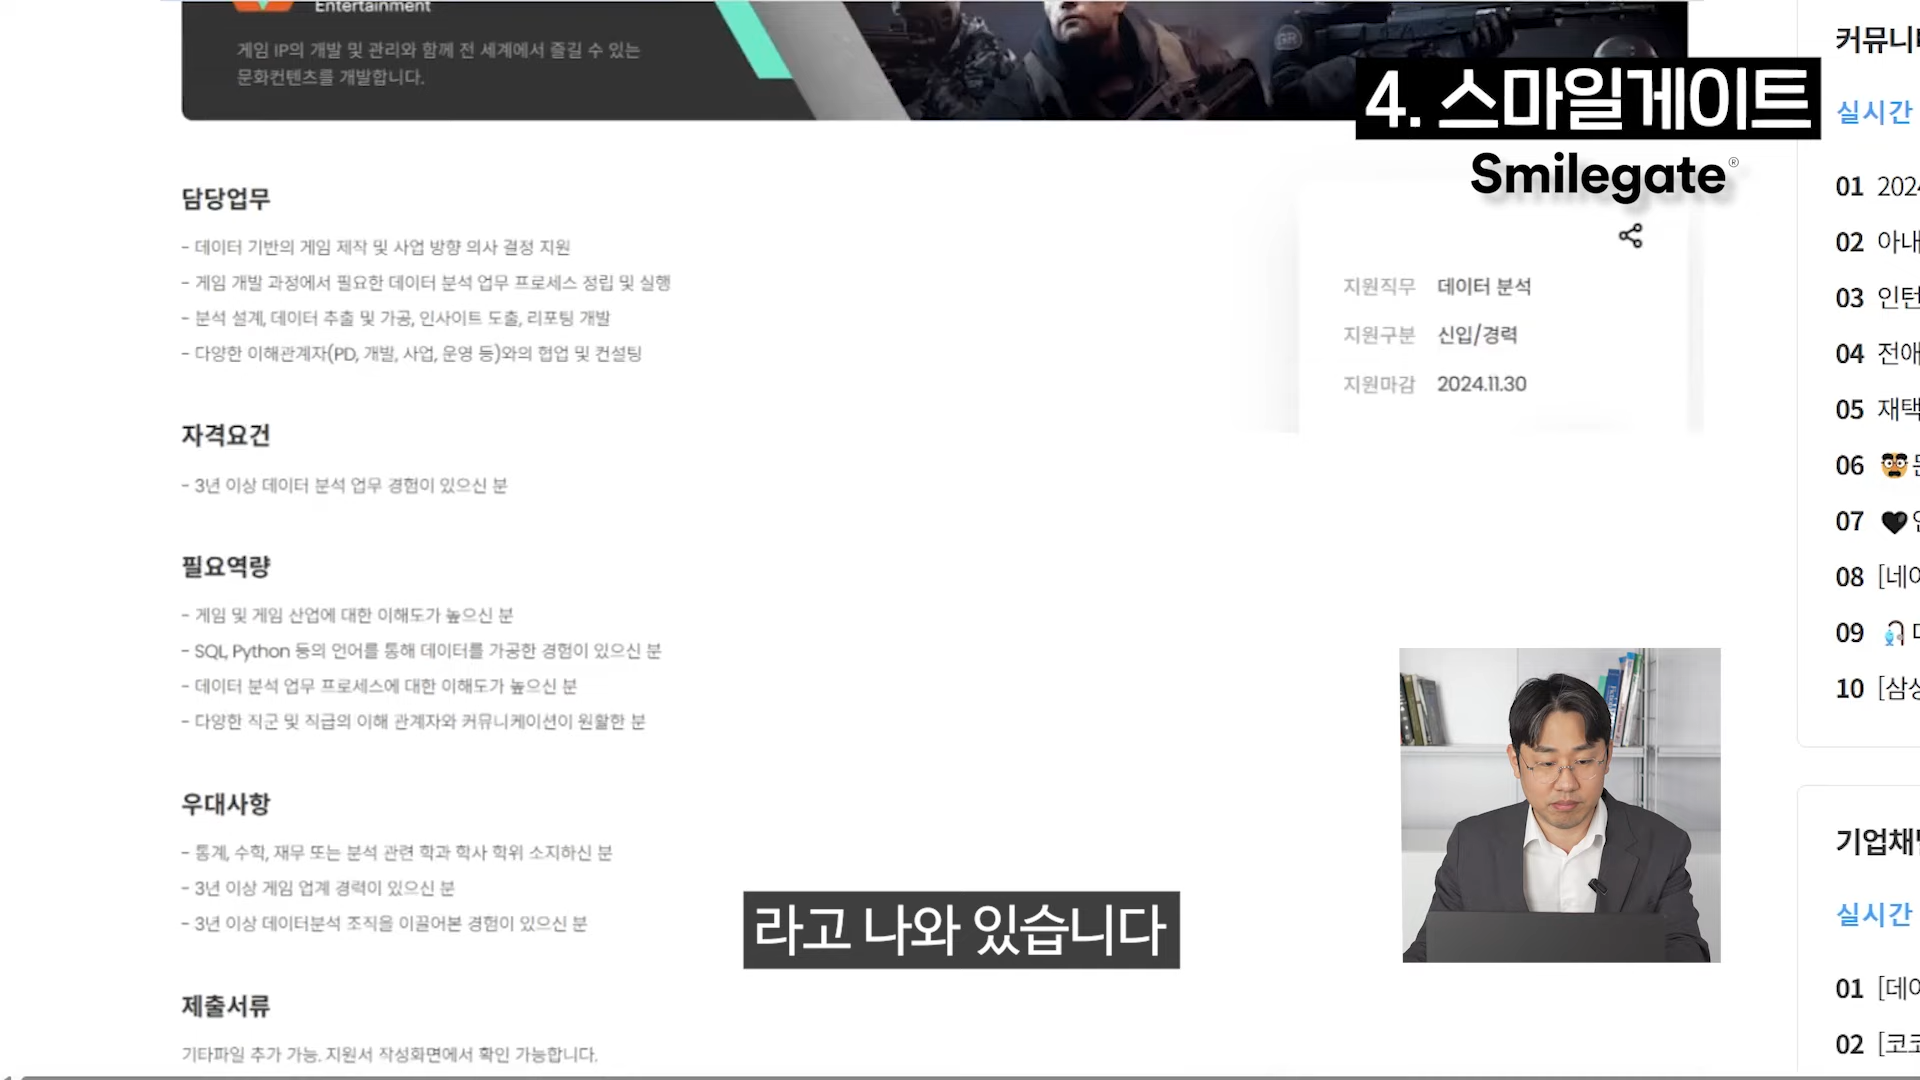 Entertainment
게임 IP의 개발 및 관리와 함께 전 세계에서 즐길 수 있는
문화컨텐츠를 개발합니다.
4. 스마일게이트
Smilegate®
담당업무
- 데이터 기반의 게임 제작 및 사업 방향 의사 결정 지원
- 게임 개발 과정에서 필요한 데이터 분석 업무 프로세스 정립 및 실행
- 분석 설계, 데이터 추출 및 가공, 인사이트 도출, 리포팅 개발
- 다양한 이해관계자(PD, 개발, 사업, 운영 등)와의 협업 및 컨설팅
지원직무 데이터 분석
지원구분 신입/경력
지원마감 2024.11.30
자격요건
- 3년 이상 데이터 분석 업무 경험이 있으신 분
필요역량
- 게임 및 게임 산업에 대한 이해도가 높으신 분
- SQL, Python 등의 언어를 통해 데이터를 가공한 경험이 있으신 분
- 데이터 분석 업무 프로세스에 대한 이해도가 높으신 분
- 다양한 직군 및 직급의 이해 관계자와 커뮤니케이션이 원활한 분
우대사항
- 통계, 수학, 재무 또는 분석 관련 학과 학사 학위 소지하신 분
- 3년 이상 게임 업계 경력이 있으신 분
- 3년 이상 데이터분석 조직을 이끌어본 경험이 있으신 분
제출서류
기타파일 추가 가능. 지원서 작성화면에서 확인 가능합니다.
라고 나와 있습니다
커뮤니
실시간
01 202
02 아내
03 인턴
04 전애
05 재택
06
07
08 [네이
09
10 [삼성
기업채
실시간
01 [데이
02 [코